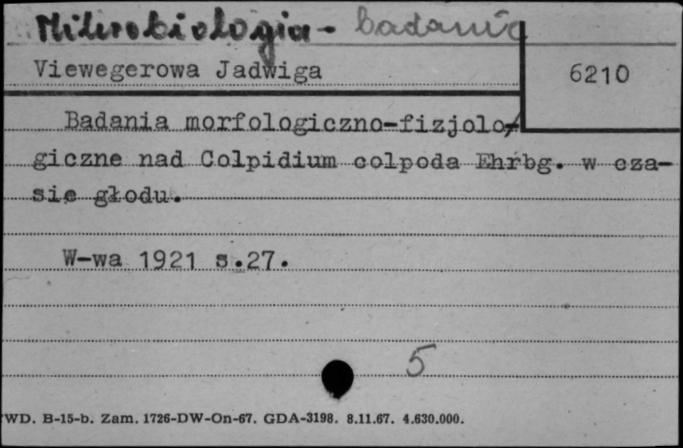 Mikrobiologia - badania
Viewegerowa Jadwiga
6210
Badania morfologiczno-fizjolo-
giczne nad Colpidium colpoda Ehrbg. w cza-
sie głodu.
W-wa 1921 s.27.
5
WD. B-15-b. Zam. 1726-DW-On-67. GDA-3198. 8.11.67. 4.630.000.